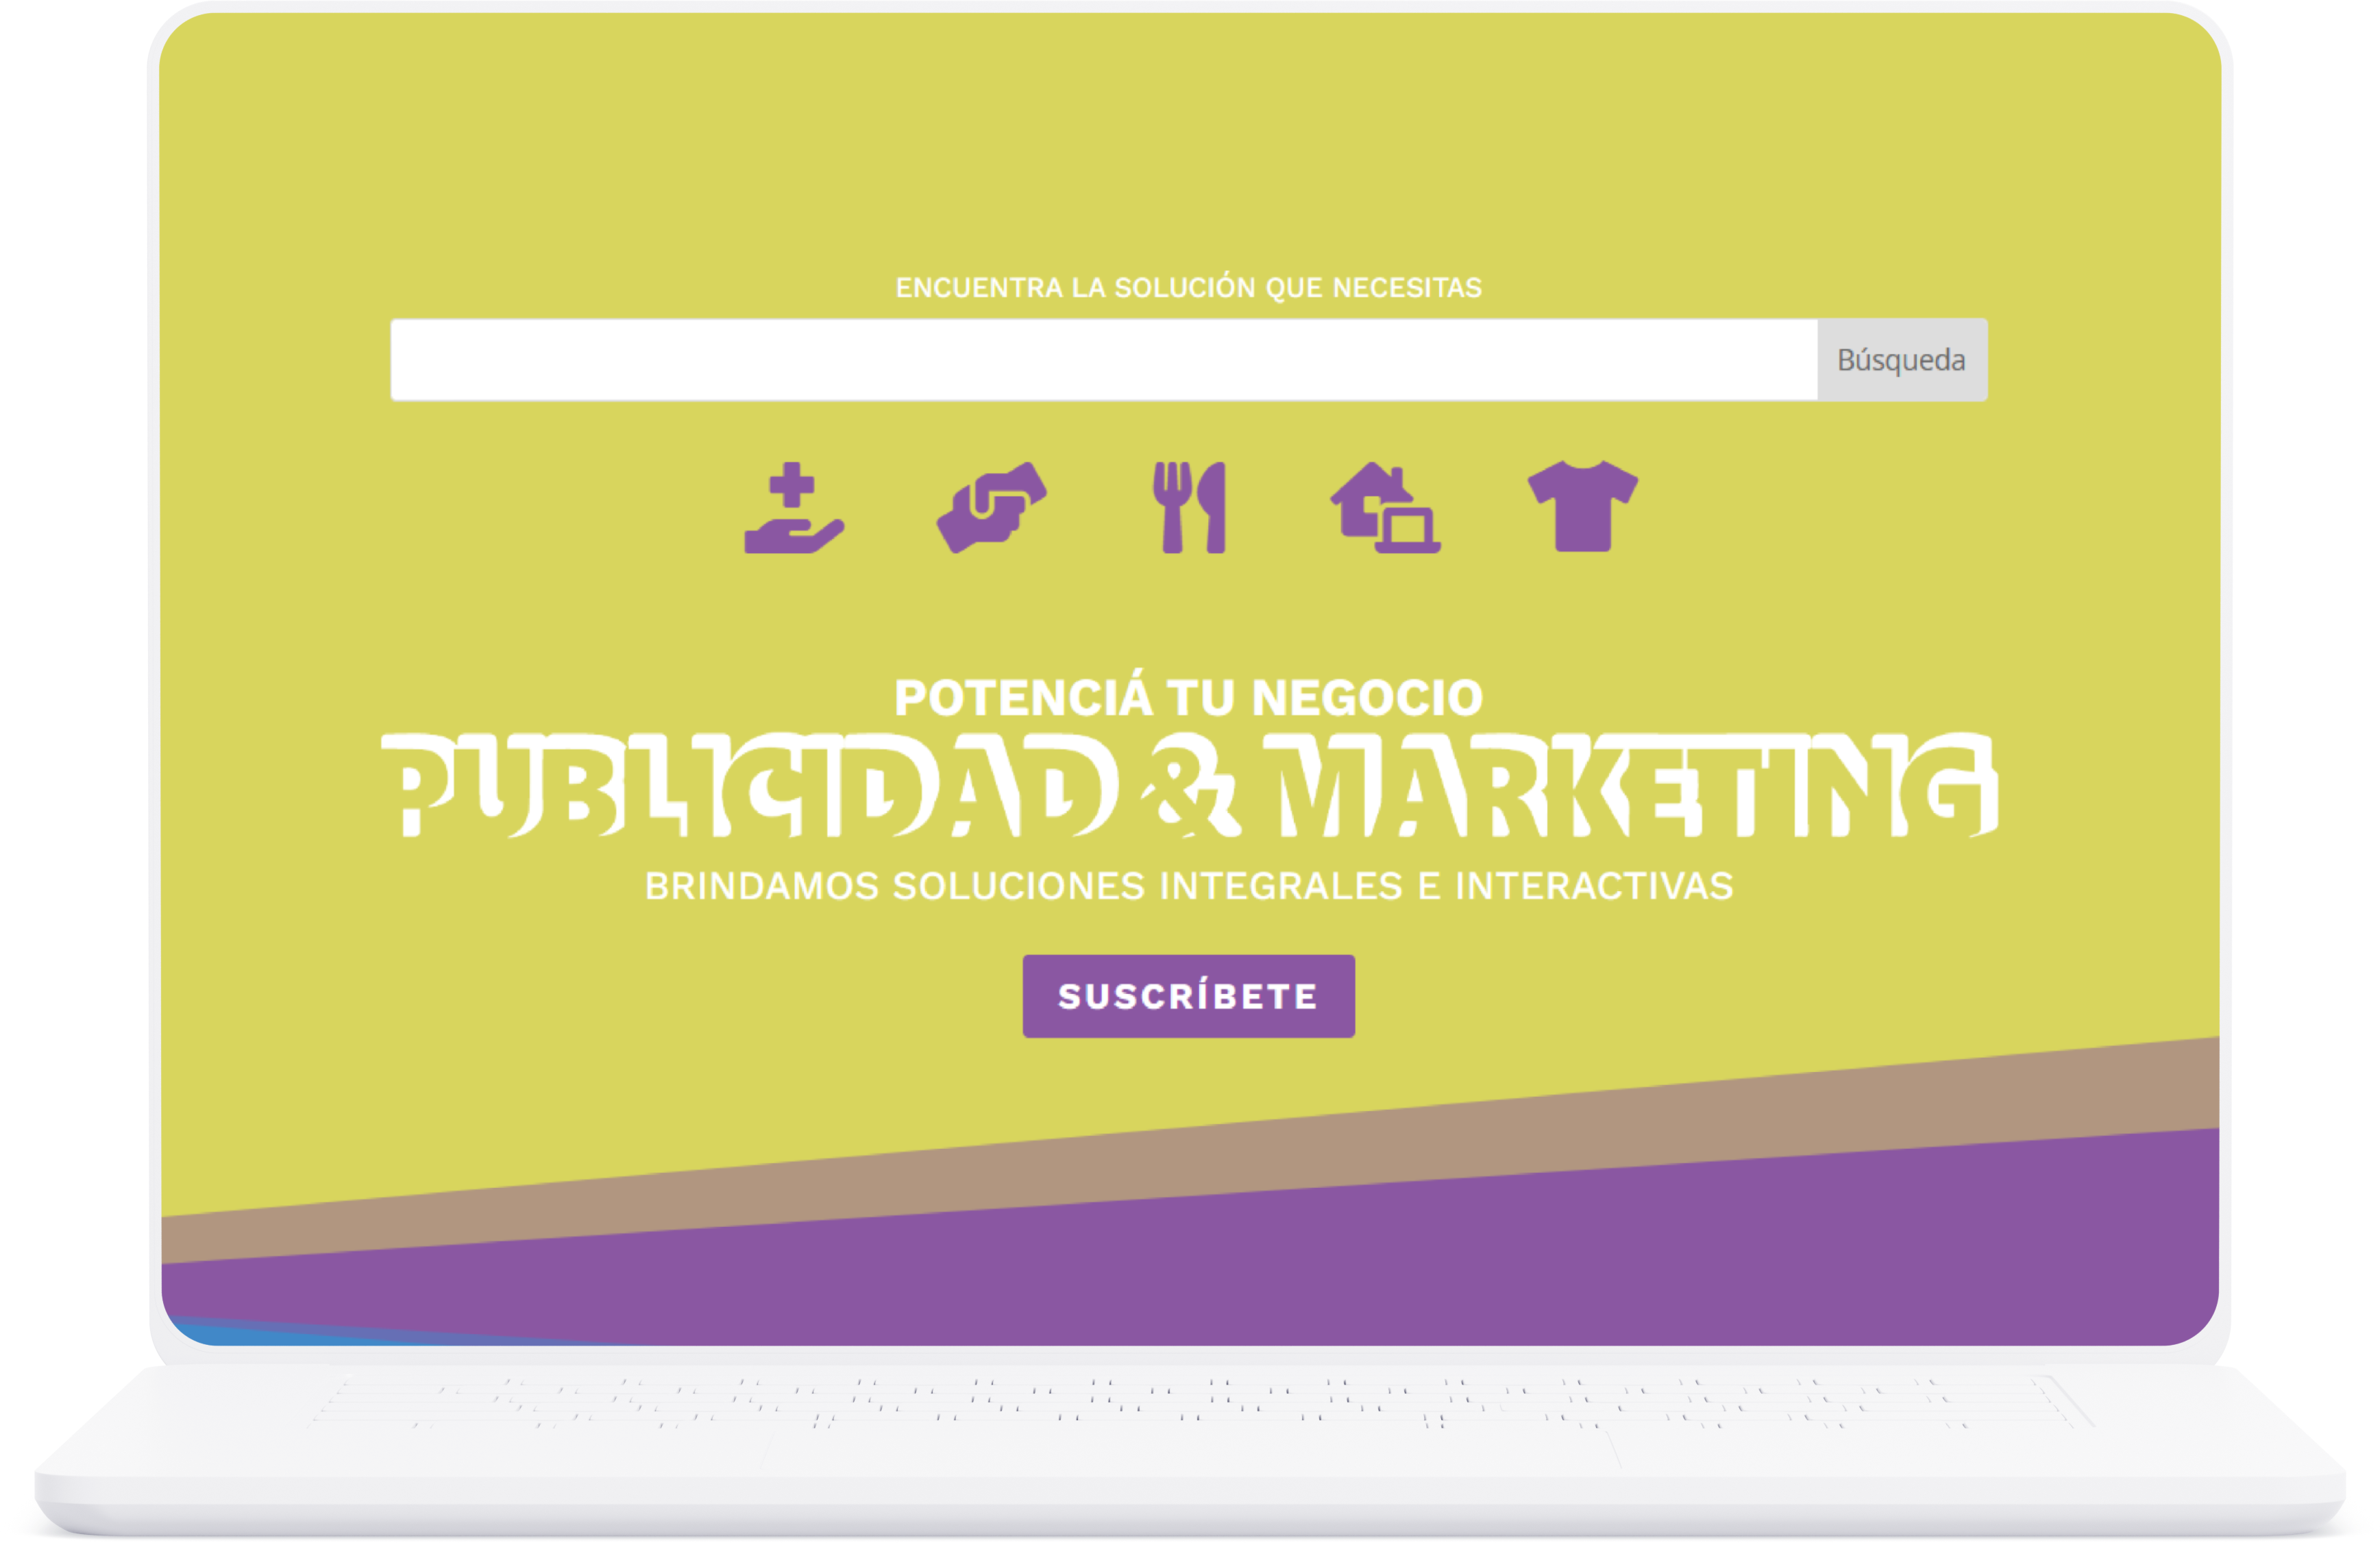 ENCUENTRA LA SOLUCIÓN QUE NECESITAS
Búsqueda
POTENCIÁ TU NEGOCIO
PUBLICIDAD & MARKETING
BRINDAMOS SOLUCIONES INTEGRALES E INTERACTIVAS
SUSCRÍBETE